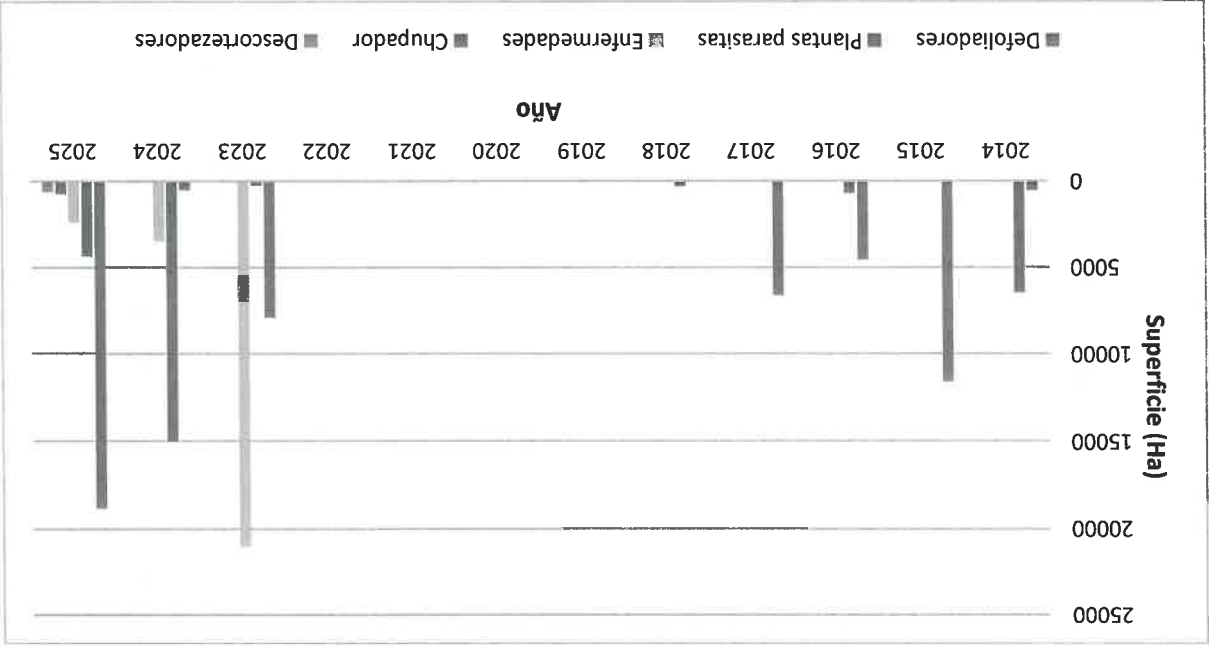 Superficie (Ha)
25000
20000
15000
10000
5000
0
2014 2015 2016 2017 2018 2019 2020 2021 2022 2023 2024 2025
Año
Defoliadores Plantas parasitas Enfermedades Chupador Descortezadores